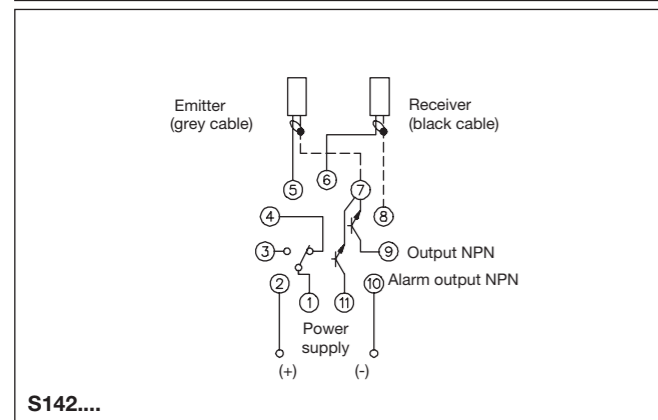 Emitter
(grey cable)
Receiver
(black cable)
5
6
7
8
4
3
9 Output NPN
2
10 Alarm output NPN
1
11
Power
supply
(+)
(-)
S142....